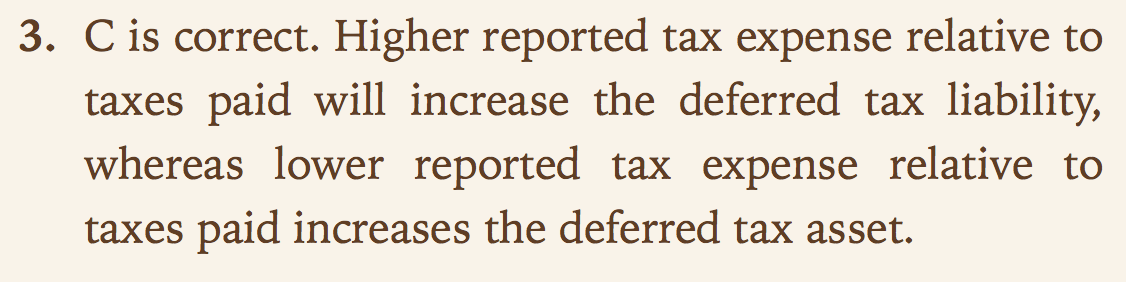 3. C is correct. Higher reported tax expense relative to
taxes paid will increase the deferred tax liability,
whereas lower reported tax expense relative to
taxes paid increases the deferred tax asset.